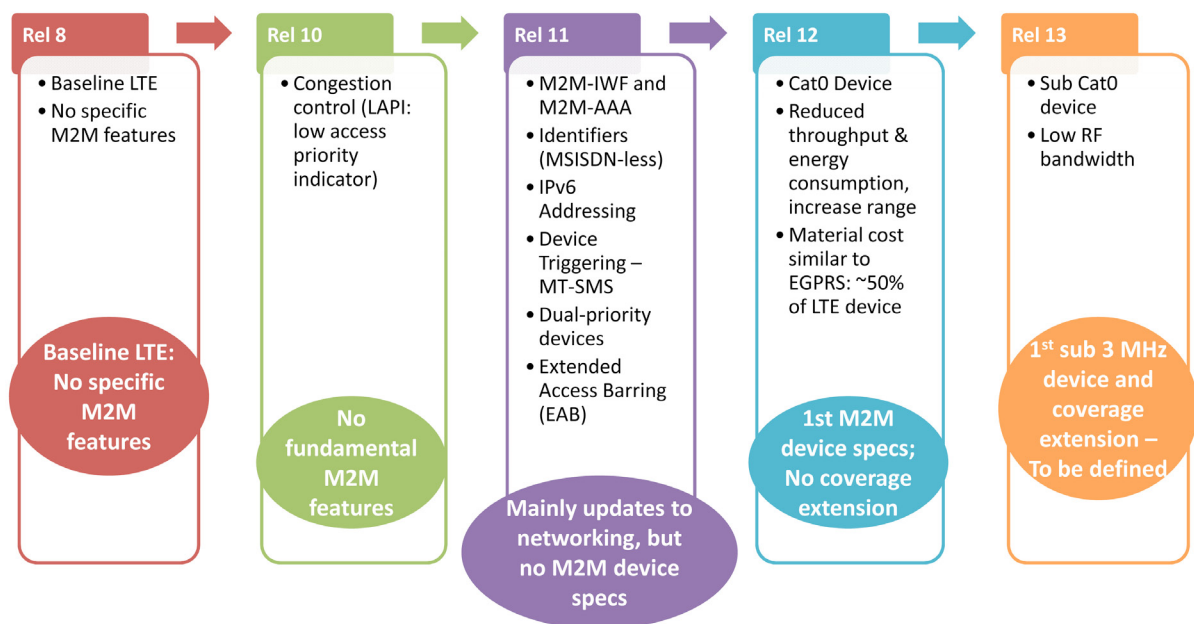 Rel 8
• Baseline LTE
• No specific
M2M features
Baseline LTE:
No specific
M2M
features
Rel 10
• Congestion
control (LAPI:
low access
priority
indicator)
No
fundamental
M2M
features
Rel 11
• M2M-IWF and
M2M-AAA
• Identifiers
(MSISDN-less)
• IPv6
Addressing
• Device
Triggering –
MT-SMS
• Dual-priority
devices
• Extended
Access Barring
(EAB)
Mainly updates to
networking, but
no M2M device
specs
Rel 12
• Cat0 Device
• Reduced
throughput &
energy
consumption,
increase range
• Material cost
similar to
EGPRS: ~50%
of LTE device
1st M2M
device specs;
No coverage
extension
Rel 13
• Sub Cat0
device
• Low RF
bandwidth
1st sub 3 MHz
device and
coverage
extension –
To be defined